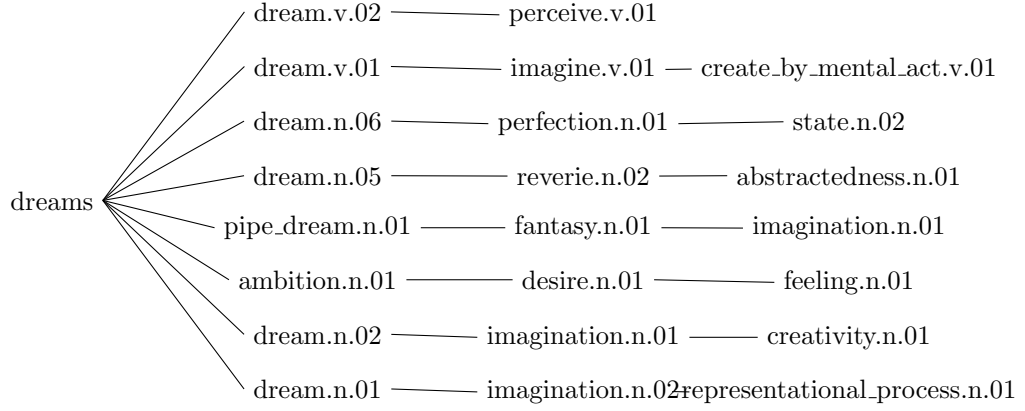 dream.v.02 perceive.v.01
dream.v.01 imagine.v.01 create_by_mental_act.v.01
dream.n.06 perfection.n.01 state.n.02
dream.n.05 reverie.n.02 abstractedness.n.01
dreams
pipe_dream.n.01 fantasy.n.01 imagination.n.01
ambition.n.01 desire.n.01 feeling.n.01
dream.n.02 imagination.n.01 creativity.n.01
dream.n.01 imagination.n.02 representational_process.n.01